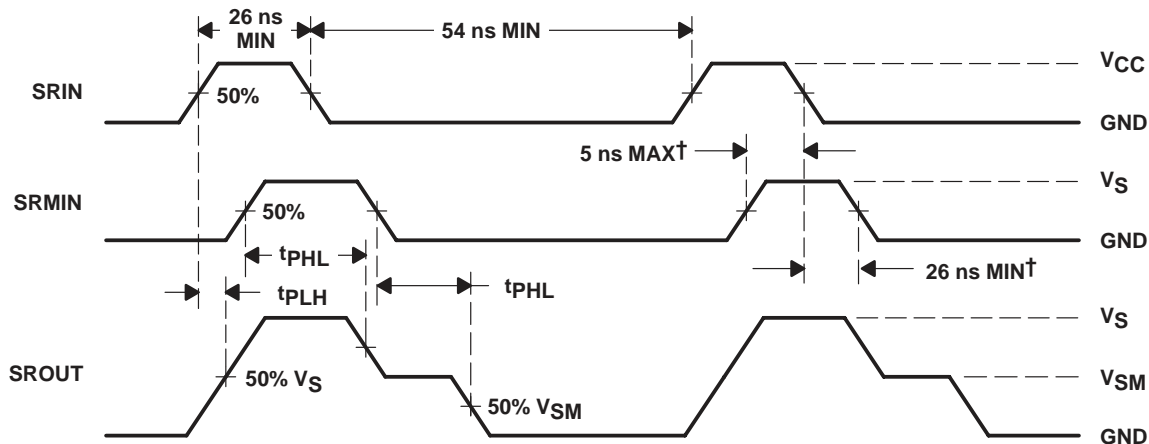 26 ns
MIN
54 ns MIN
VCC
SRIN
50%
GND
5 ns MAX†
VS
SRMIN
50%
GND
tPHL
26 ns MIN†
tPLH
tPHL
VS
SROUT
50% VS
VSM
50% VSM
GND